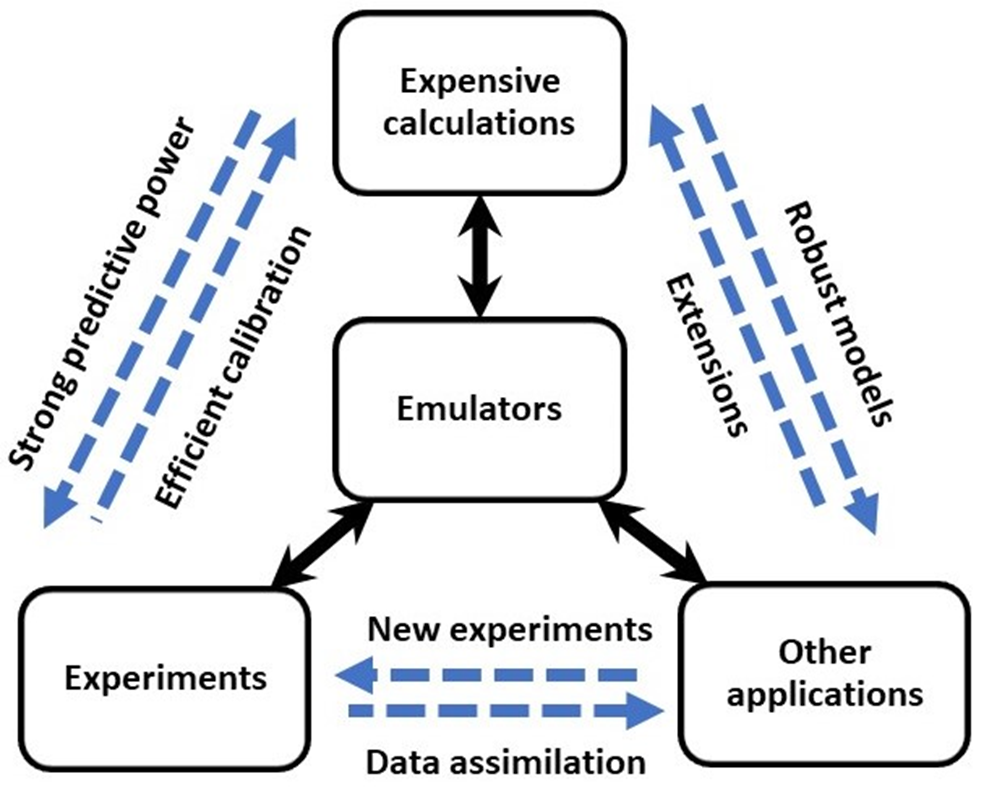 Expensive
calculations
Strong predictive power
Efficient calibration
Extensions
Robust models
Emulators
Experiments
New experiments
Data assimilation
Other
applications